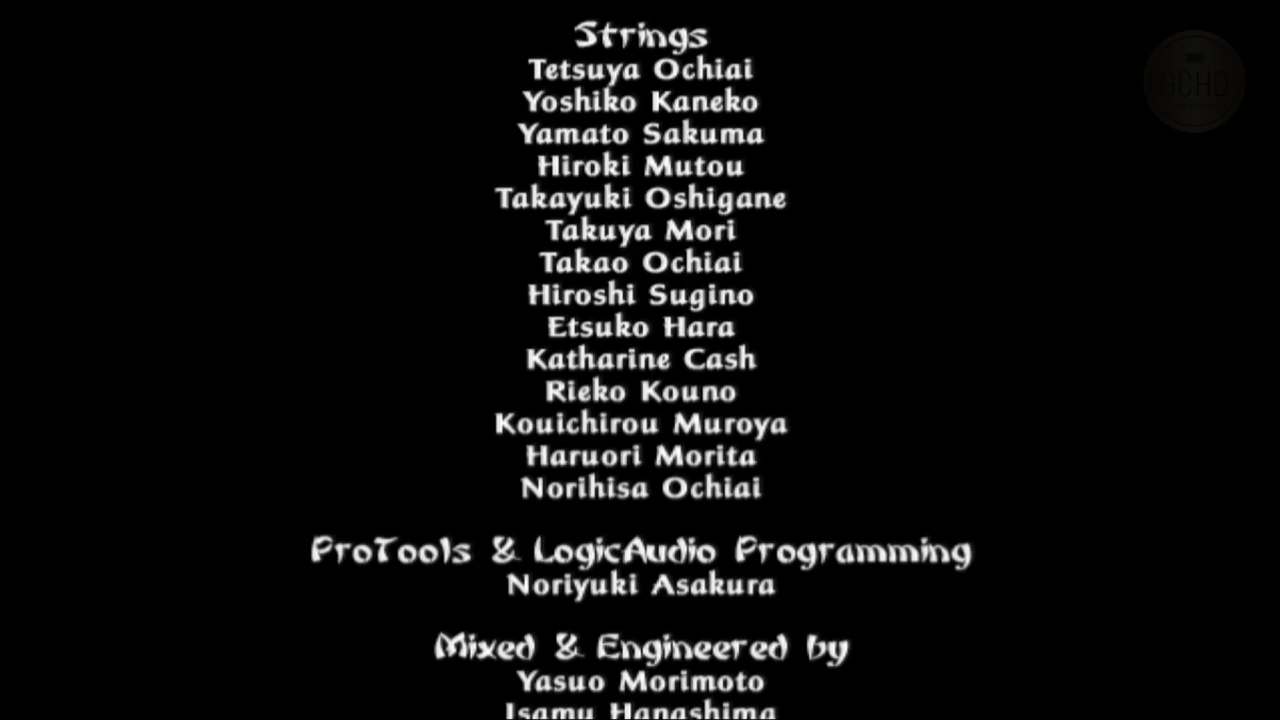 Strings
Tetsuya Ochiai
Yoshiko Kaneko
Yamato Sakuma
Hiroki Mutou
Takayuki Oshigane
Takuya Mori
Takao Ochiai
Hiroshi Sugino
Etsuko Hara
Katharine Cash
Rieko Kouno
Kouichirou Muroya
Haruori Morita
Norihisa Ochiai
ProTools & LogicAudio Programming
Noriyuki Asakura
Mixed & Engineered by
Yasuo Morimoto
Isamu Hanashima
GCHD